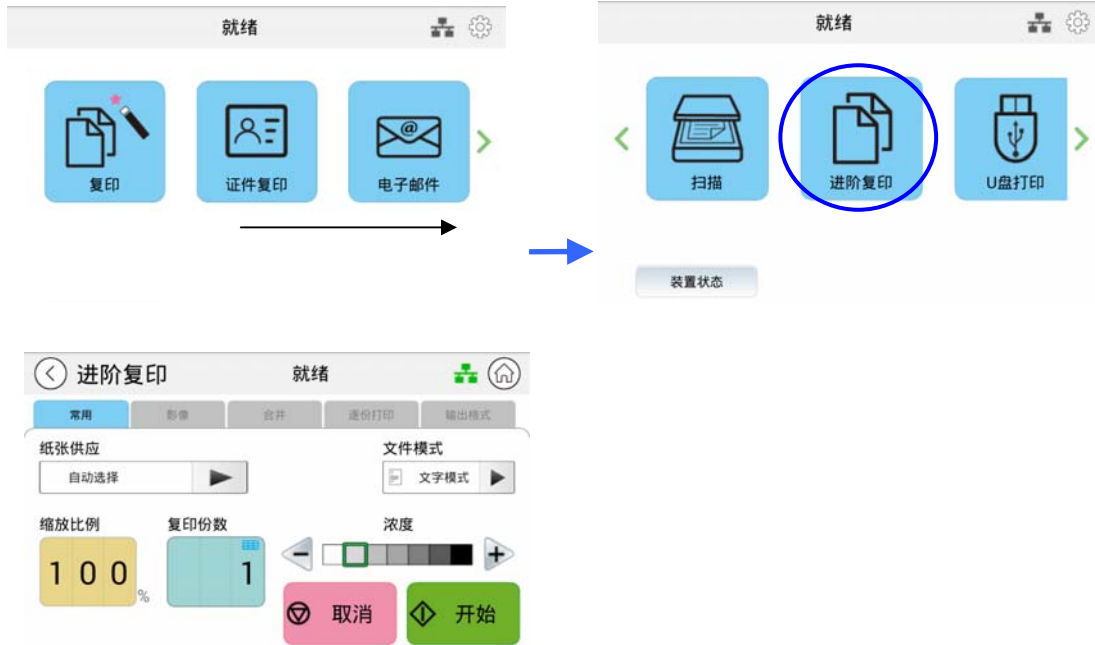 就绪
复印
证件复印
@
电子邮件
就绪
扫描
进阶复印
U盘打印
装置状态
进阶复印
就绪
常用
影像
合并
逐份打印
输出格式
纸张供应
文件模式
自动选择
文字模式
缩放比例
复印份数
浓度
100
%
1
取消
开始